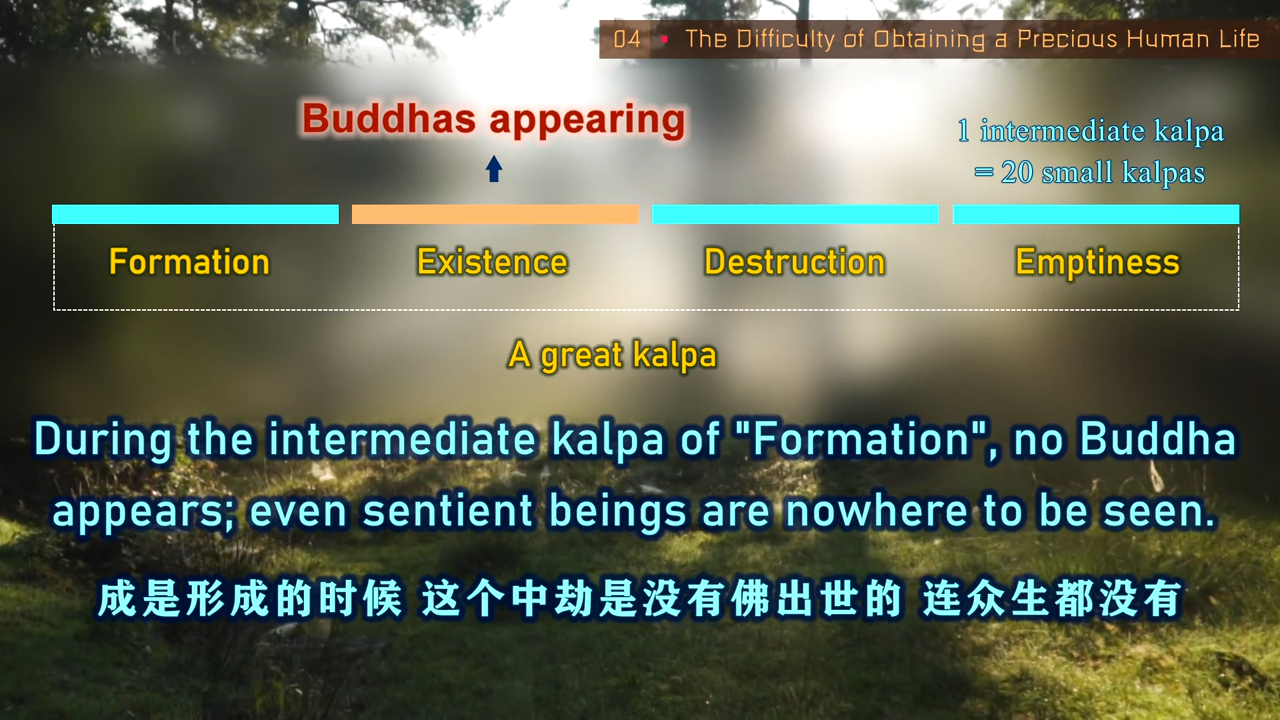 04 • The Difficulty of Obtaining a Precious Human Life
Buddhas appearing
1 intermediate kalpa
= 20 small kalpas
Formation
Existence
Destruction
Emptiness
A great kalpa
During the intermediate kalpa of "Formation", no Buddha
appears; even sentient beings are nowhere to be seen.
成是形成的时候 这个中劫是没有佛出世的 连众生都没有